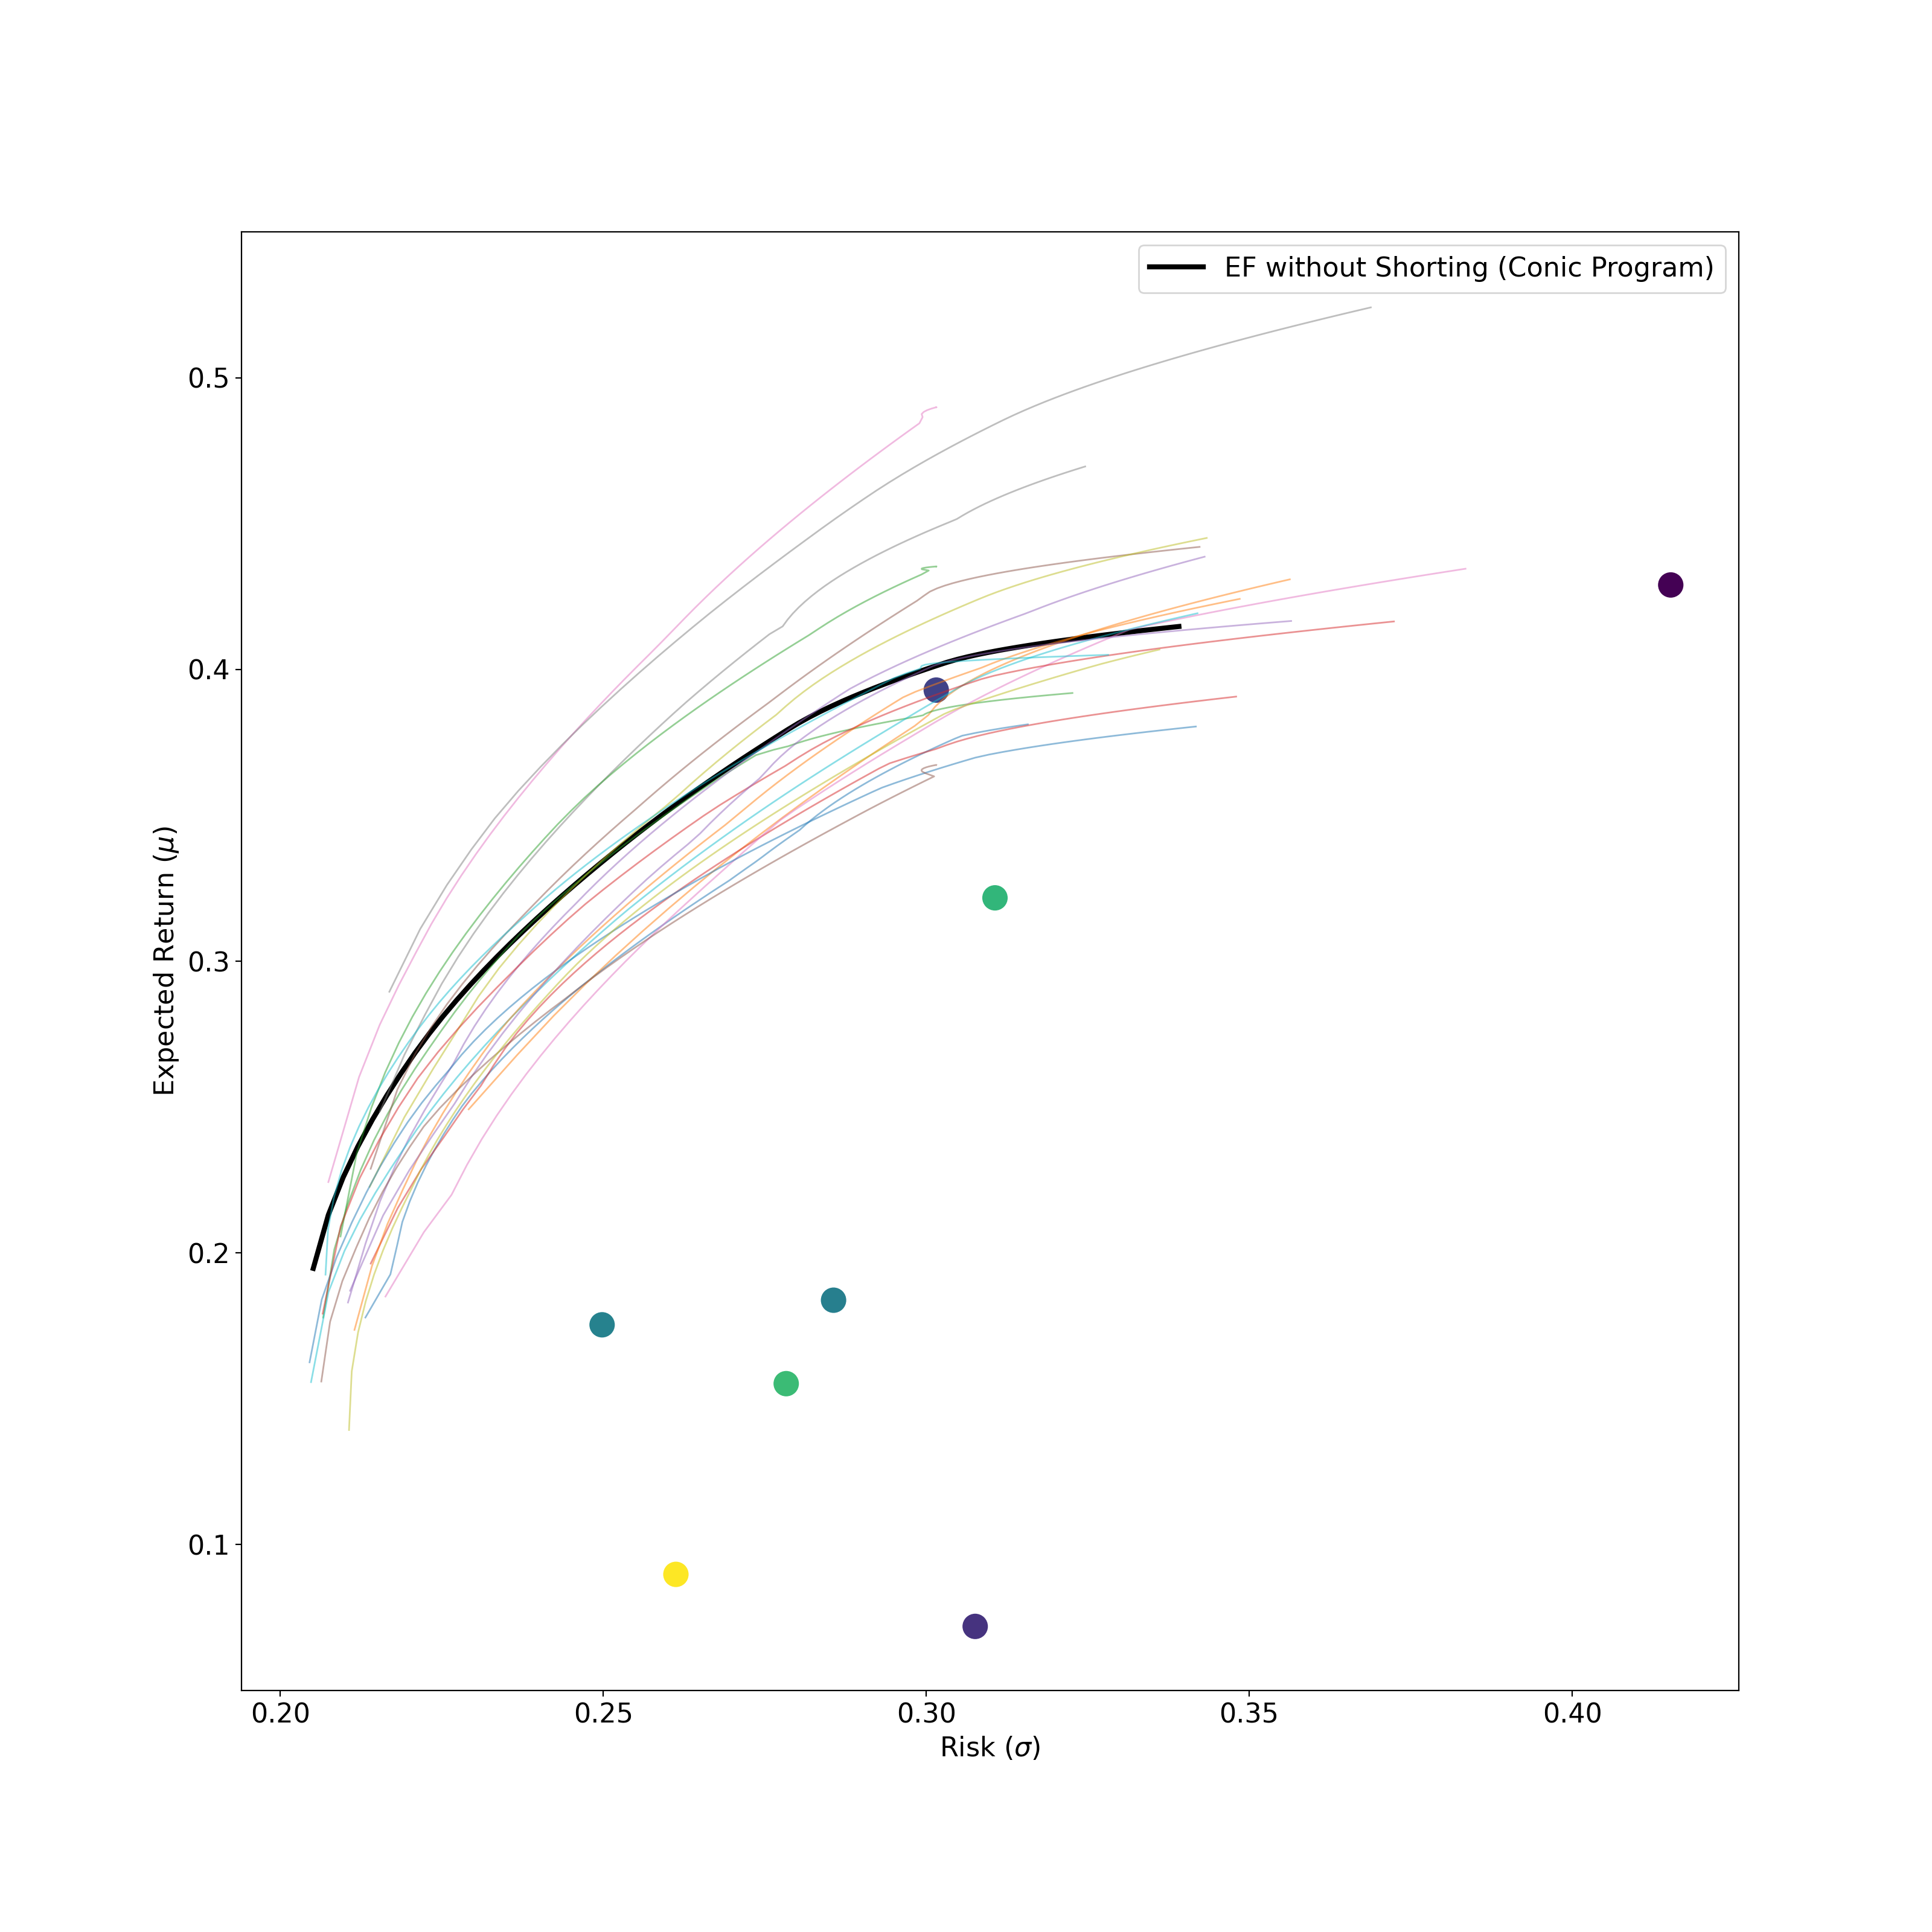 EF without Shorting (Conic Program)
0.5
0.4
0.3
0.2
0.1
Expected Return (μ)
0.20 0.25 0.30 0.35 0.40
Risk (σ)